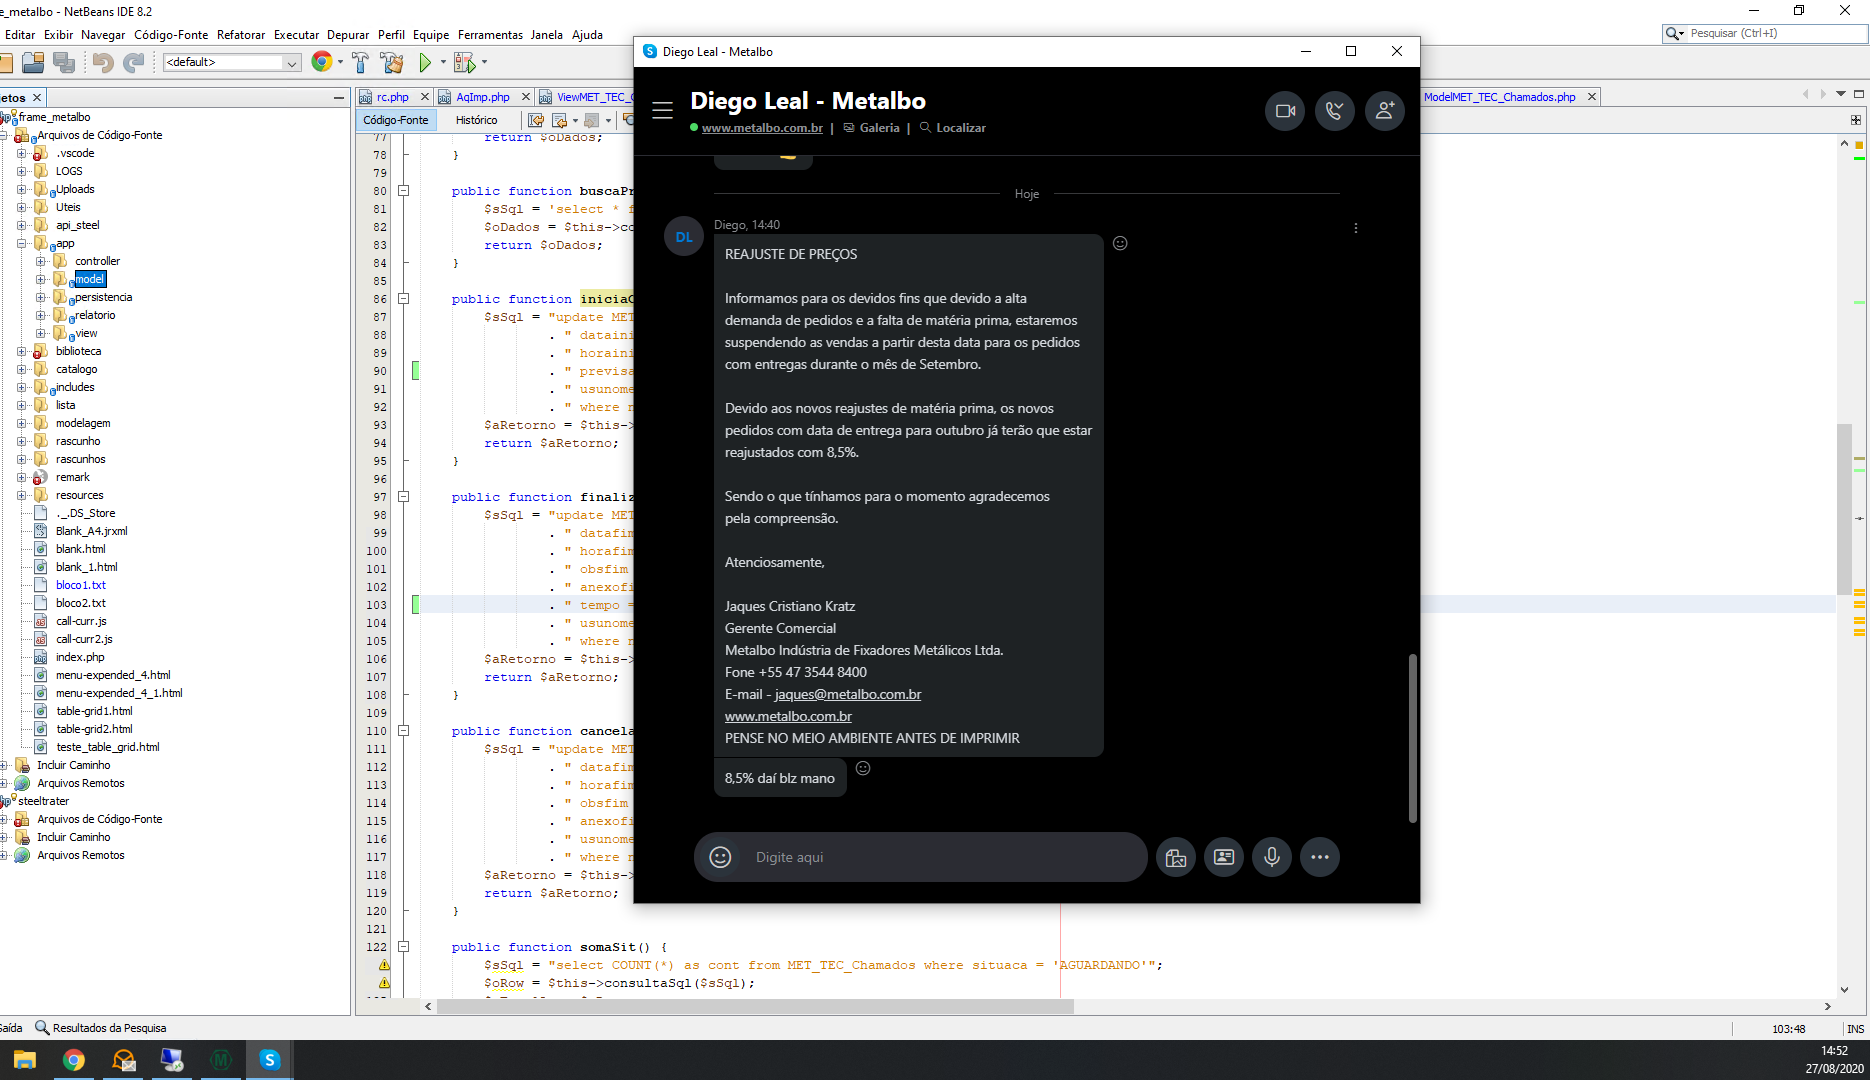 e_metalbo - NetBeans IDE 8.2
Editar Exibir Navegar Código-Fonte Refatorar Executar Depurar Perfil Equipe Ferramentas Janela Ajuda
Pesquisar (Ctrl+I)
<default>
etos
frame_metalbo
Arquivos de Código-Fonte
.vscode
LOGS
Uploads
Uteis
api_steel
app
controller
model
persistencia
relatorio
view
biblioteca
catalogo
includes
lista
modelagem
rascunho
rascunhos
remark
resources
._.DS_Store
Blank_A4.jrxml
blank.html
blank_1.html
bloco1.txt
bloco2.txt
call-curr.js
call-curr2.js
index.php
menu-expended_4.html
menu-expended_4_1.html
table-grid1.html
table-grid2.html
teste_table_grid.html
Incluir Caminho
Arquivos Remotos
steeltrater
Arquivos de Código-Fonte
Incluir Caminho
Arquivos Remotos
rc.php AqImp.php ViewMET_TEC_C ModelMET_TEC_Chamados.php
Código-Fonte Histórico
77 return $oDados;
78 }
79
80 public function buscaPr
81 $sSql = 'select * f
82 $oDados = $this->co
83 return $oDados;
84 }
85
86 public function iniciaC
87 $sSql = "update MET
88 . " dataini
89 . " horaini
90 . " previsa
91 . " usunome
92 . " where n
93 $aRetorno = $this->
94 return $aRetorno;
95 }
96
97 public function finaliz
98 $sSql = "update MET
99 . " datafim
100 . " horafim
101 . " obsfim
102 . " anexofi
103 . " tempo =
104 . " usunome
105 . " where n
106 $aRetorno = $this->
107 return $aRetorno;
108 }
109
110 public function cancela
111 $sSql = "update MET
112 . " datafim
113 . " horafim
114 . " obsfim
115 . " anexofi
116 . " usunome
117 . " where n
118 $aRetorno = $this->
119 return $aRetorno;
120 }
121
122 public function somaSit() {
$sSql = "select COUNT(*) as cont from MET_TEC_Chamados where situaca = 'AGUARDANDO'";
$oRow = $this->consultaSql($sSql);
Diego Leal - Metalbo
Diego Leal - Metalbo
www.metalbo.com.br | Galeria | Localizar
Hoje
DL
Diego, 14:40
REAJUSTE DE PREÇOS
Informamos para os devidos fins que devido a alta
demanda de pedidos e a falta de matéria prima, estaremos
suspendendo as vendas a partir desta data para os pedidos
com entregas durante o mês de Setembro.
Devido aos novos reajustes de matéria prima, os novos
pedidos com data de entrega para outubro já terão que estar
reajustados com 8,5%.
Sendo o que tínhamos para o momento agradecemos
pela compreensão.
Atenciosamente,
Jaques Cristiano Kratz
Gerente Comercial
Metalbo Indústria de Fixadores Metálicos Ltda.
Fone +55 47 3544 8400
E-mail - jaques@metalbo.com.br
www.metalbo.com.br
PENSE NO MEIO AMBIENTE ANTES DE IMPRIMIR
8,5% daí blz mano
Digite aqui
Saída Resultados da Pesquisa
103:48 INS
14:52
27/08/2020